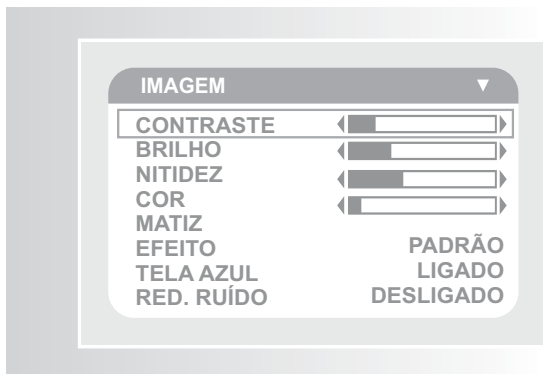 IMAGEM ▼
CONTRASTE
BRILHO
NITIDEZ
COR
MATIZ
EFEITO PADRÃO
TELA AZUL LIGADO
RED. RUÍDO DESLIGADO